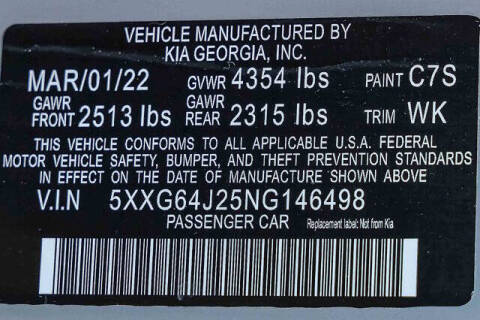 VEHICLE MANUFACTURED BY
KIA GEORGIA, INC.
MAR/01/22 GVWR 4354 lbs PAINT C7S
GAWR FRONT 2513 lbs GAWR REAR 2315 lbs TRIM WK
THIS VEHICLE CONFORMS TO ALL APPLICABLE U.S.A. FEDERAL
MOTOR VEHICLE SAFETY, BUMPER, AND THEFT PREVENTION STANDARDS
IN EFFECT ON THE DATE OF MANUFACTURE SHOWN ABOVE
V.I.N 5XXG64J25NG146498
PASSENGER CAR Replacement label: Not from Kia